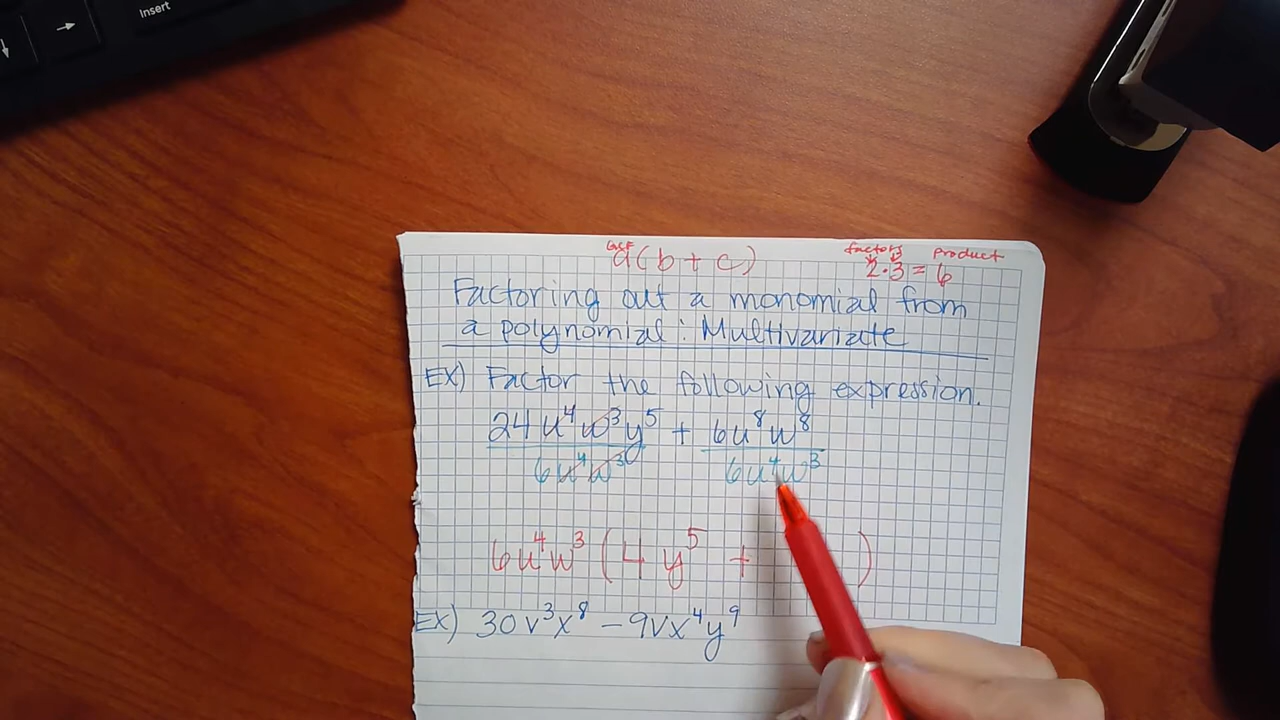 Insert
GCF
a(b + c)
factors product
2·3 = 6
Factoring out a monomial from
a polynomial: Multivariate
EX) Factor the following expression.
24u⁴w³y⁵ + 6u⁸w⁸
6u⁴w³ 6u⁴w³
6u⁴w³(4y⁵ + )
EX) 30v³x⁸ - 9vx⁴y⁹